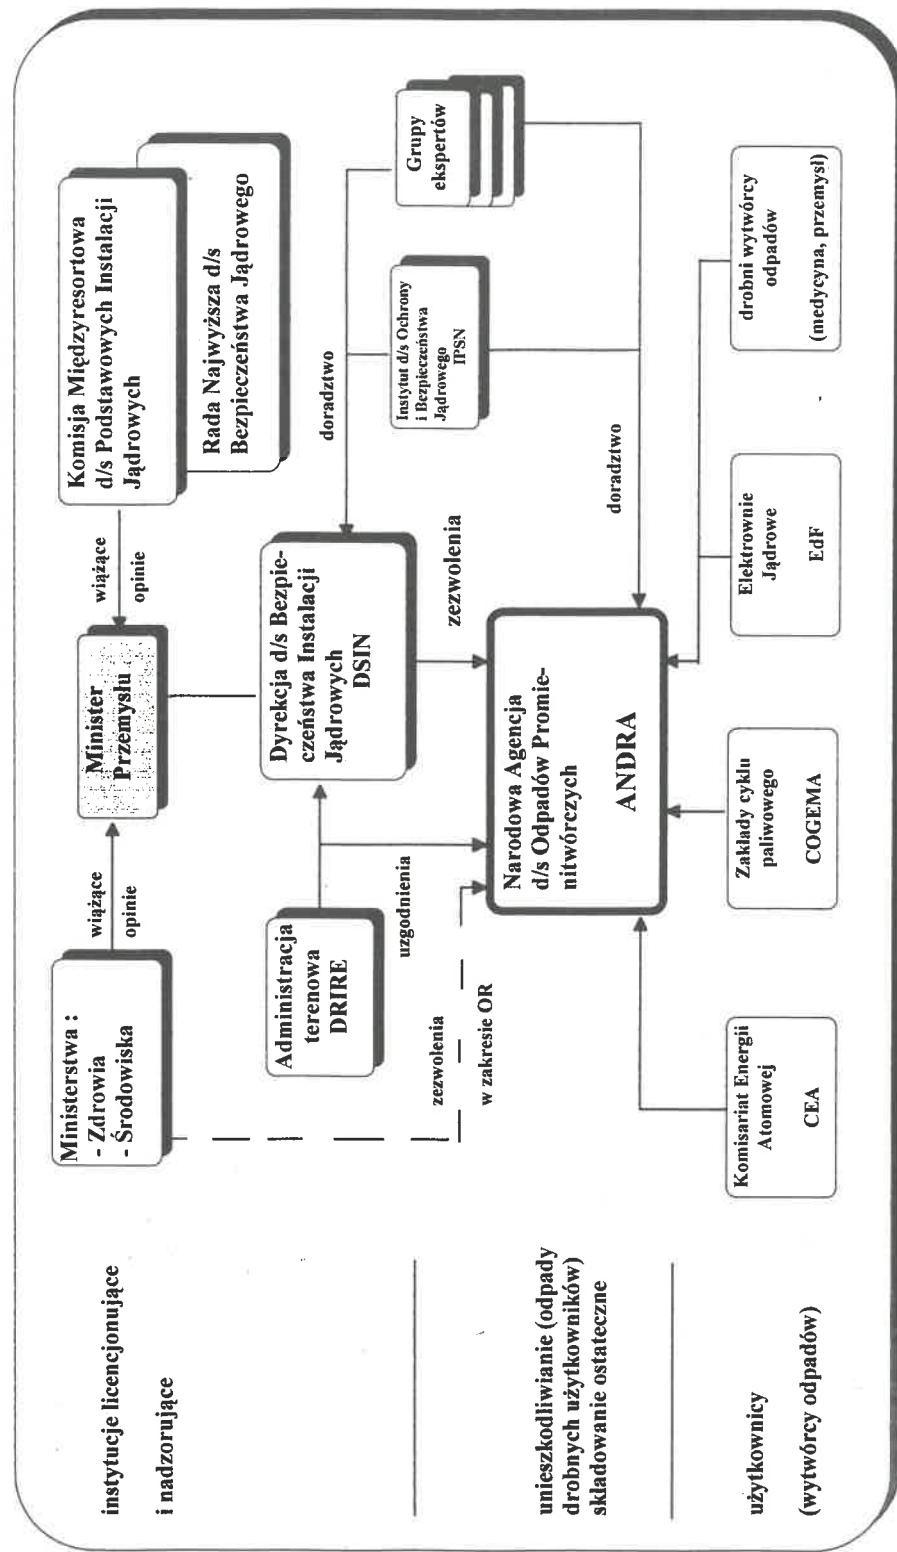 instytucje licencjonujące
i nadzorujące
Ministerstwa :
- Zdrowia
- Środowiska
wiążące
opinie
Minister
Przemysłu
wiążące
opinie
Komisja Międzyresortowa
d/s Podstawowych Instalacji
Jądrowych
Rada Najwyższa d/s
Bezpieczeństwa Jądrowego
Administracja
terenowa
DRIRE
Dyrekcja d/s Bezpie-
czeństwa Instalacji
Jądrowych
DSIN
doradztwo
Instytut d/s Ochrony
i Bezpieczeństwa
Jądrowego
IPSN
Grupy
ekspertów
zezwolenia
w zakresie OR
uzgodnienia
zezwolenia
doradztwo
unieszkodliwianie (odpady
drobnych użytkowników)
składowanie ostateczne
Narodowa Agencja
d/s Odpadów Promie-
nitwórczych
ANDRA
użytkownicy
(wytwórcy odpadów)
Komisariat Energii
Atomowej
CEA
Zakłady cyklu
paliwowego
COGEMA
Elektrownie
Jądrowe
EdF
drobni wytwórcy
odpadów
(medycyna, przemysł)